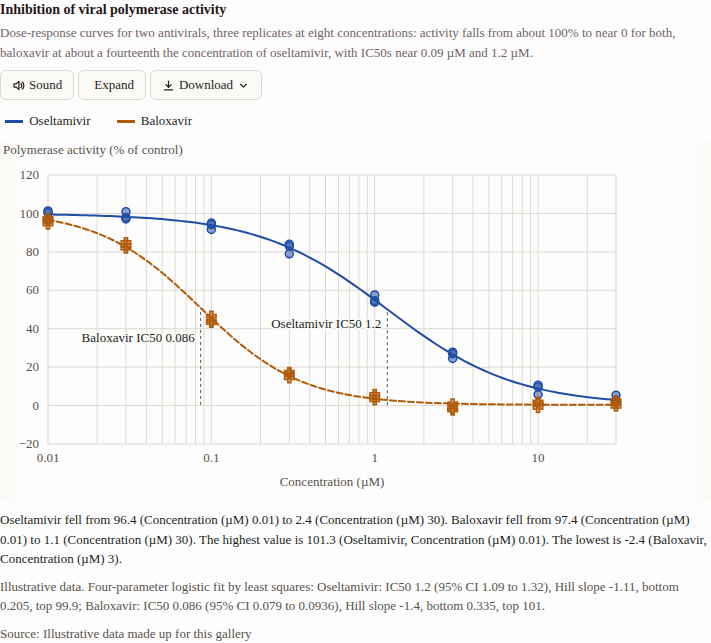 Inhibition of viral polymerase activity
Dose-response curves for two antivirals, three replicates at eight concentrations: activity falls from about 100% to near 0 for both,
baloxavir at about a fourteenth the concentration of oseltamivir, with IC50s near 0.09 µM and 1.2 µM.
Sound Expand Download
Oseltamivir Baloxavir
Polymerase activity (% of control)
120
100
80
60
40
20
0
−20
Oseltamivir IC50 1.2
Baloxavir IC50 0.086
0.01 0.1 1 10
Concentration (µM)
Oseltamivir fell from 96.4 (Concentration (µM) 0.01) to 2.4 (Concentration (µM) 30). Baloxavir fell from 97.4 (Concentration (µM)
0.01) to 1.1 (Concentration (µM) 30). The highest value is 101.3 (Oseltamivir, Concentration (µM) 0.01). The lowest is -2.4 (Baloxavir,
Concentration (µM) 3).
Illustrative data. Four-parameter logistic fit by least squares: Oseltamivir: IC50 1.2 (95% CI 1.09 to 1.32), Hill slope -1.11, bottom
0.205, top 99.9; Baloxavir: IC50 0.086 (95% CI 0.079 to 0.0936), Hill slope -1.4, bottom 0.335, top 101.
Source: Illustrative data made up for this gallery